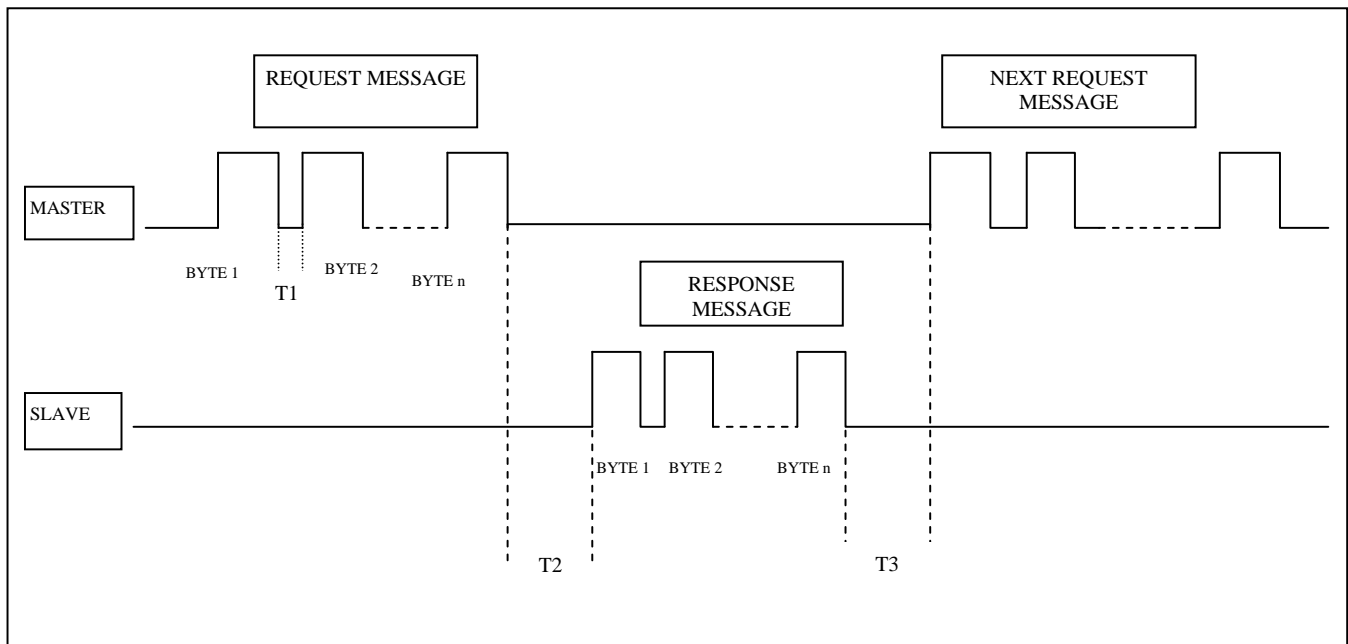 REQUEST MESSAGE
NEXT REQUEST
MESSAGE
MASTER
BYTE 1
T1
BYTE 2
BYTE n
RESPONSE
MESSAGE
SLAVE
BYTE 1
BYTE 2
BYTE n
T2
T3